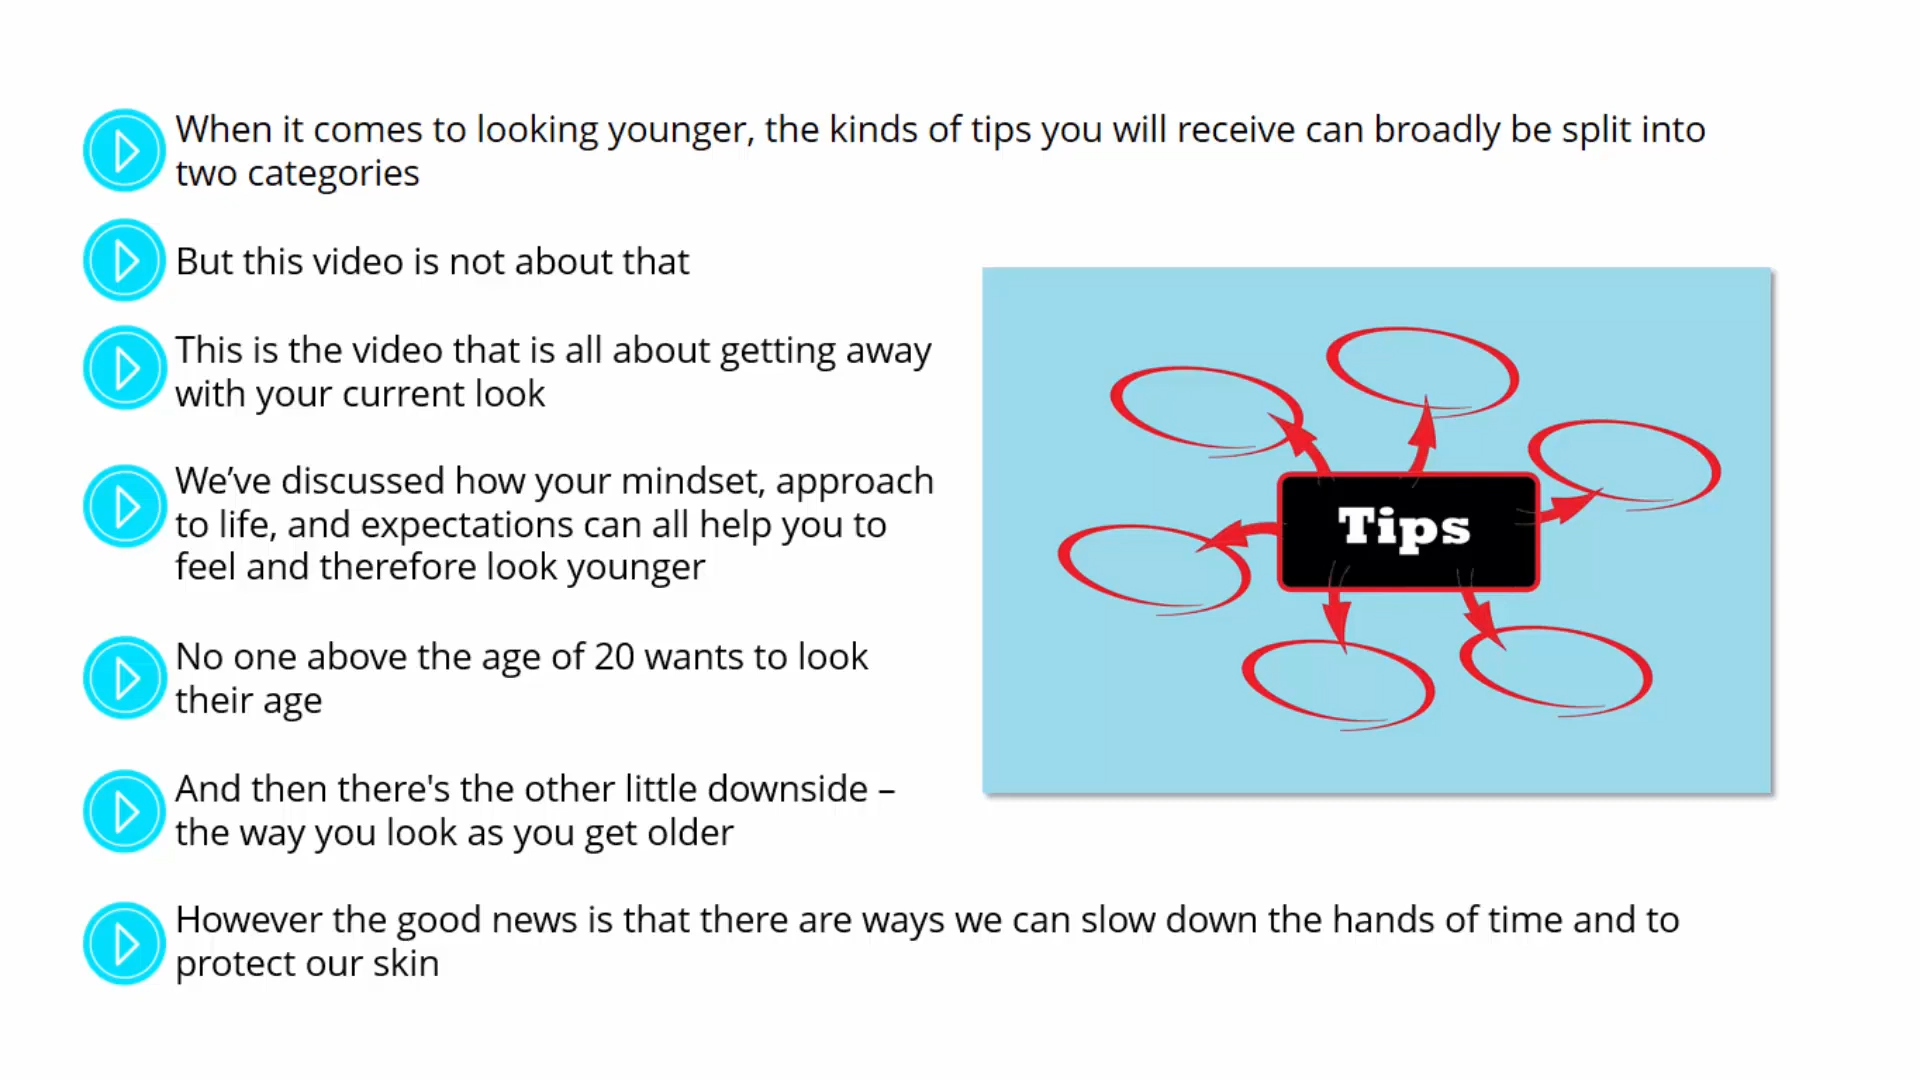 When it comes to looking younger, the kinds of tips you will receive can broadly be split into
two categories
But this video is not about that
This is the video that is all about getting away
with your current look
We’ve discussed how your mindset, approach
to life, and expectations can all help you to
feel and therefore look younger
No one above the age of 20 wants to look
their age
And then there's the other little downside –
the way you look as you get older
However the good news is that there are ways we can slow down the hands of time and to
protect our skin
Tips